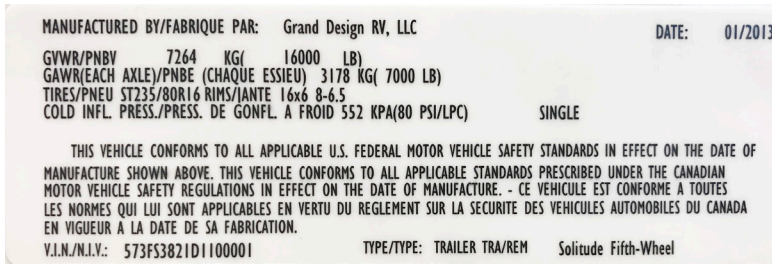 MANUFACTURED BY/FABRIQUE PAR: Grand Design RV, LLC DATE: 01/2013
GVWR/PNBV 7264 KG( 16000 LB)
GAWR(EACH AXLE)/PNBE (CHAQUE ESSIEU) 3178 KG( 7000 LB)
TIRES/PNEU ST235/80R16 RIMS/JANTE 16x6 8-6.5
COLD INFL. PRESS./PRESS. DE GONFL. A FROID 552 KPA(80 PSI/LPC) SINGLE
THIS VEHICLE CONFORMS TO ALL APPLICABLE U.S. FEDERAL MOTOR VEHICLE SAFETY STANDARDS IN EFFECT ON THE DATE OF
MANUFACTURE SHOWN ABOVE. THIS VEHICLE CONFORMS TO ALL APPLICABLE STANDARDS PRESCRIBED UNDER THE CANADIAN
MOTOR VEHICLE SAFETY REGULATIONS IN EFFECT ON THE DATE OF MANUFACTURE. - CE VEHICULE EST CONFORME A TOUTES
LES NORMES QUI LUI SONT APPLICABLES EN VERTU DU REGLEMENT SUR LA SECURITE DES VEHICULES AUTOMOBILES DU CANADA
EN VIGUEUR A LA DATE DE SA FABRICATION.
V.I.N./N.I.V.: 573FS3821D1100001 TYPE/TYPE: TRAILER TRA/REM Solitude Fifth-Wheel